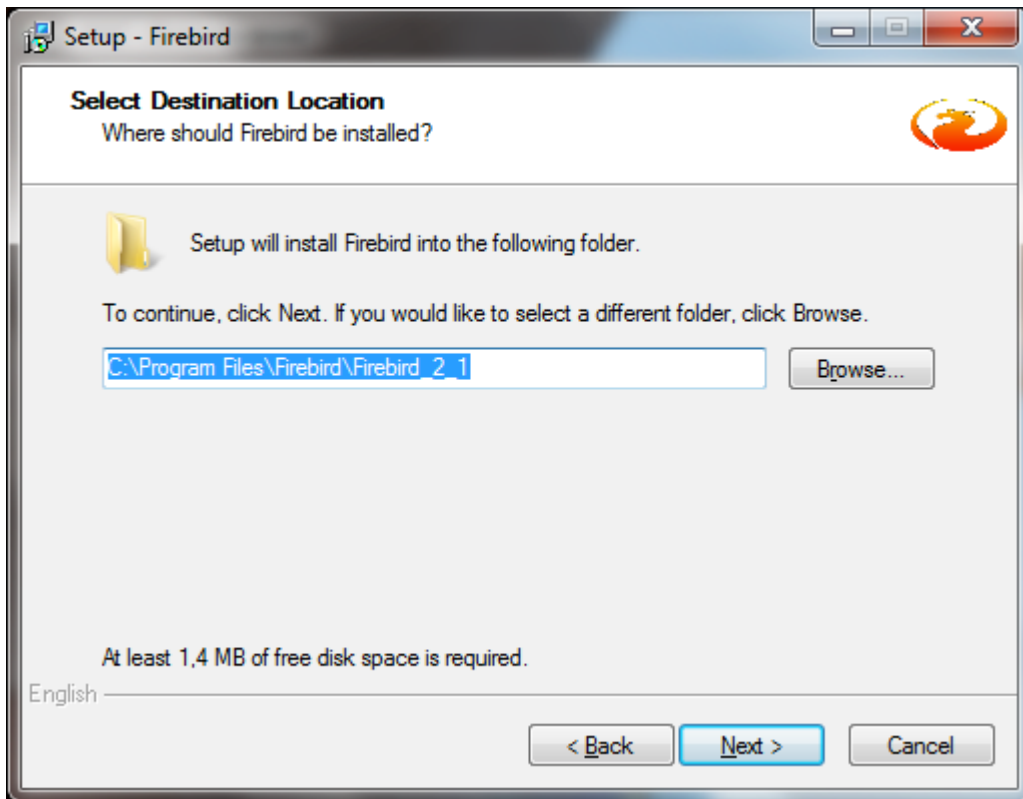 Setup - Firebird
Select Destination Location
Where should Firebird be installed?
Setup will install Firebird into the following folder.
To continue, click Next. If you would like to select a different folder, click Browse.
C:\Program Files\Firebird\Firebird_2_1
Browse...
At least 1,4 MB of free disk space is required.
English
< Back
Next >
Cancel